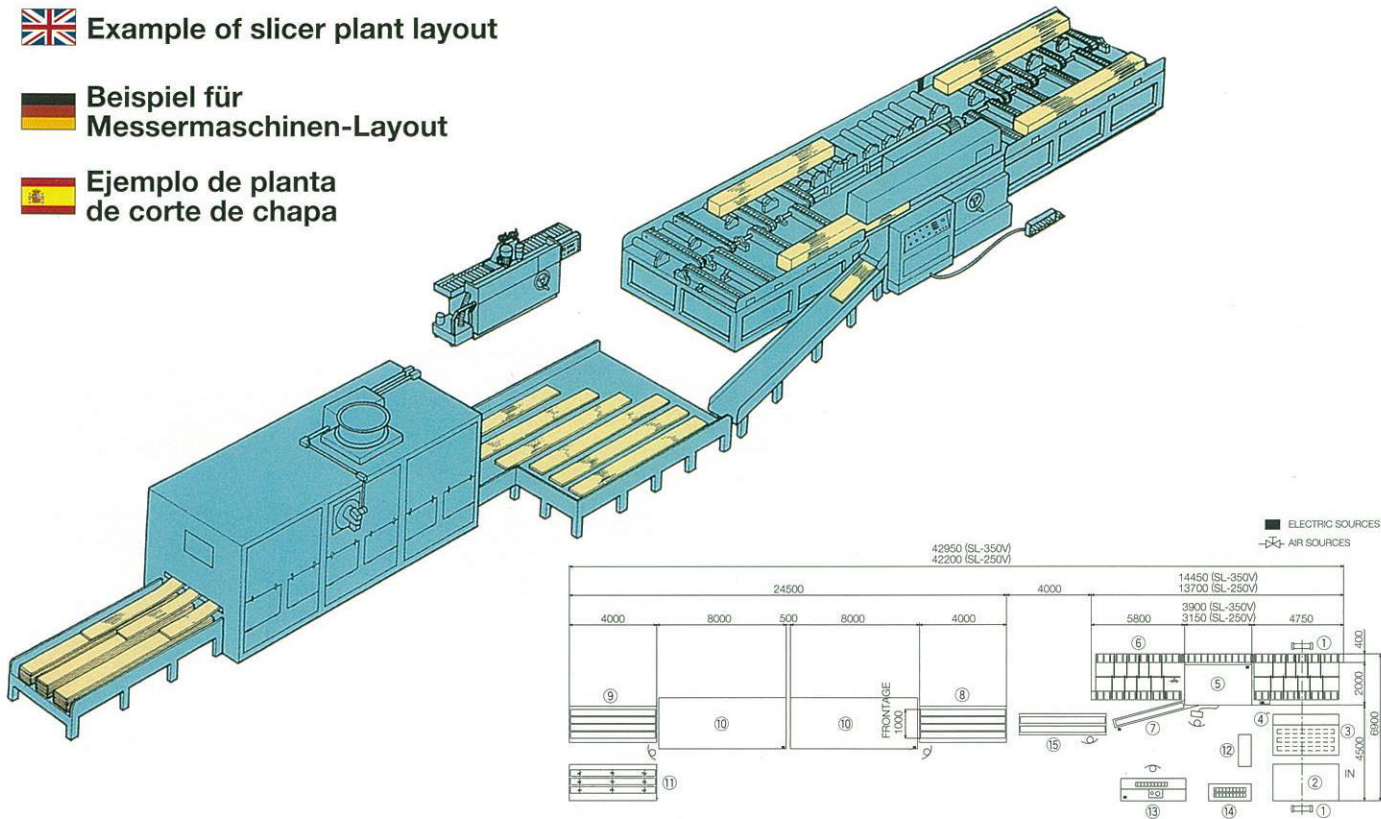 Example of slicer plant layout
Beispiel für
Messermaschinen-Layout
Ejemplo de planta
de corte de chapa
ELECTRIC SOURCES
AIR SOURCES
42950 (SL-350V)
42200 (SL-250V)
24500
4000
14450 (SL-350V)
13700 (SL-250V)
4000
8000
500
8000
4000
5800
3900 (SL-350V)
3150 (SL-250V)
4750
400
2000
4500
6900
⑥
①
⑤
⑨
⑩
⑩
FRONTAGE
1000
⑧
⑮
⑦
④
③
⑫
⑪
②
IN
⑬
⑭
①